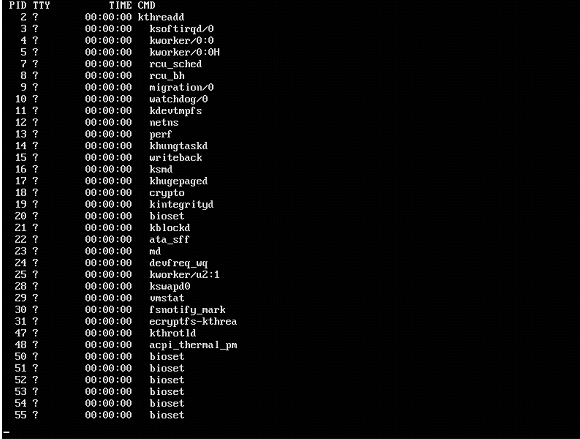 PID TTY          TIME CMD
    2 ?        00:00:00 kthreadd
    3 ?        00:00:00   ksoftirqd/0
    4 ?        00:00:00   kworker/0:0
    5 ?        00:00:00   kworker/0:0H
    7 ?        00:00:00   rcu_sched
    8 ?        00:00:00   rcu_bh
    9 ?        00:00:00   migration/0
   10 ?        00:00:00   watchdog/0
   11 ?        00:00:00   kdevtmpfs
   12 ?        00:00:00   netns
   13 ?        00:00:00   perf
   14 ?        00:00:00   khungtaskd
   15 ?        00:00:00   writeback
   16 ?        00:00:00   ksmd
   17 ?        00:00:00   khugepaged
   18 ?        00:00:00   crypto
   19 ?        00:00:00   kintegrityd
   20 ?        00:00:00   bioset
   21 ?        00:00:00   kblockd
   22 ?        00:00:00   ata_sff
   23 ?        00:00:00   md
   24 ?        00:00:00   devfreq_wq
   25 ?        00:00:00   kworker/u2:1
   28 ?        00:00:00   kswapd0
   29 ?        00:00:00   vmstat
   30 ?        00:00:00   fsnotify_mark
   31 ?        00:00:00   ecryptfs-kthrea
   47 ?        00:00:00   kthrotld
   48 ?        00:00:00   acpi_thermal_pm
   50 ?        00:00:00   bioset
   51 ?        00:00:00   bioset
   52 ?        00:00:00   bioset
   53 ?        00:00:00   bioset
   54 ?        00:00:00   bioset
   55 ?        00:00:00   bioset